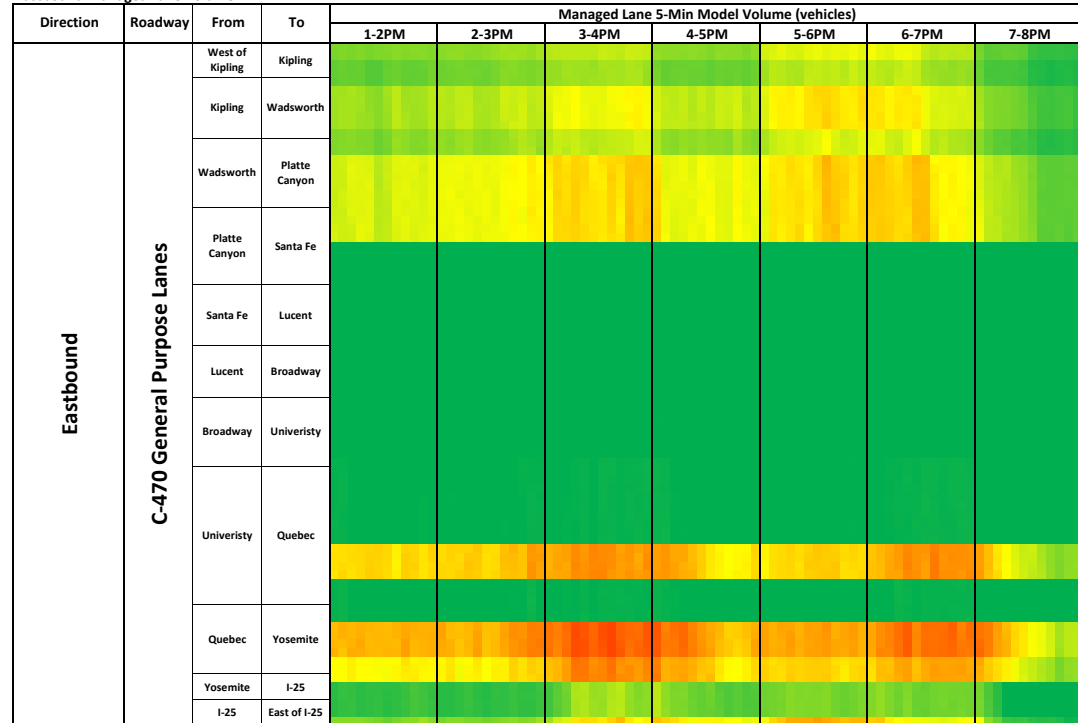 Direction Roadway From To Managed Lane 5-Min Model Volume (vehicles)
1-2PM 2-3PM 3-4PM 4-5PM 5-6PM 6-7PM 7-8PM
Eastbound
C-470 General Purpose Lanes
West of Kipling Kipling
Kipling Wadsworth
Wadsworth Platte Canyon
Platte Canyon Santa Fe
Santa Fe Lucent
Lucent Broadway
Broadway Univeristy
Univeristy Quebec
Quebec Yosemite
Yosemite I-25
I-25 East of I-25